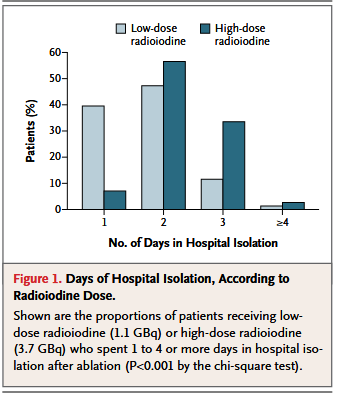 Low-dose radioiodine
High-dose radioiodine
60
50
40
30
20
10
0
Patients (%)
1
2
3
≥4
No. of Days in Hospital Isolation
Figure 1. Days of Hospital Isolation, According to
Radioiodine Dose.
Shown are the proportions of patients receiving low-
dose radioiodine (1.1 GBq) or high-dose radioiodine
(3.7 GBq) who spent 1 to 4 or more days in hospital iso-
lation after ablation (P<0.001 by the chi-square test).